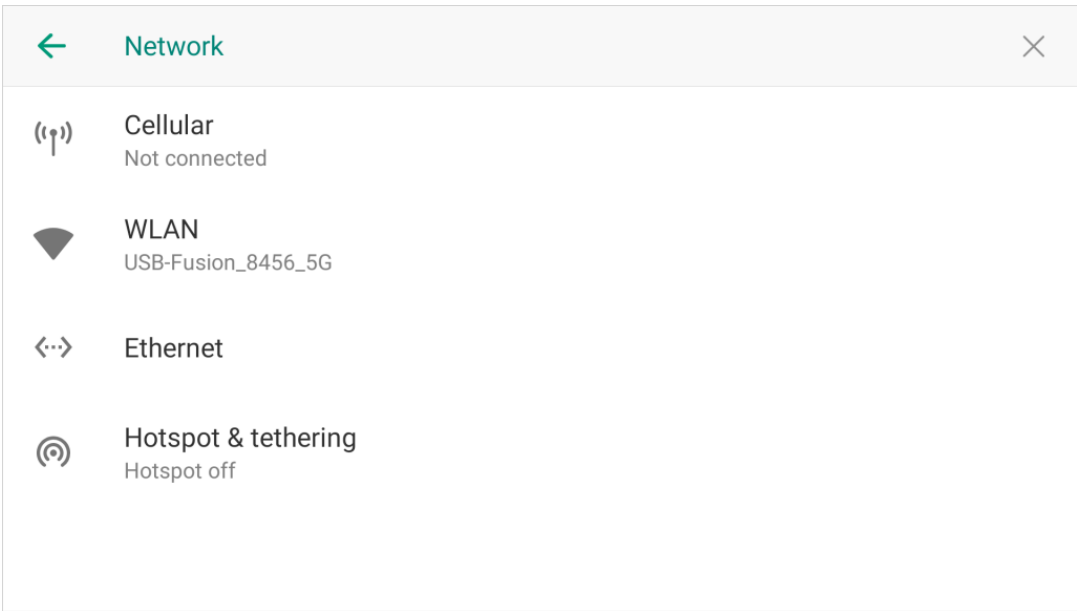 Network
Cellular
Not connected
WLAN
USB-Fusion_8456_5G
Ethernet
Hotspot & tethering
Hotspot off